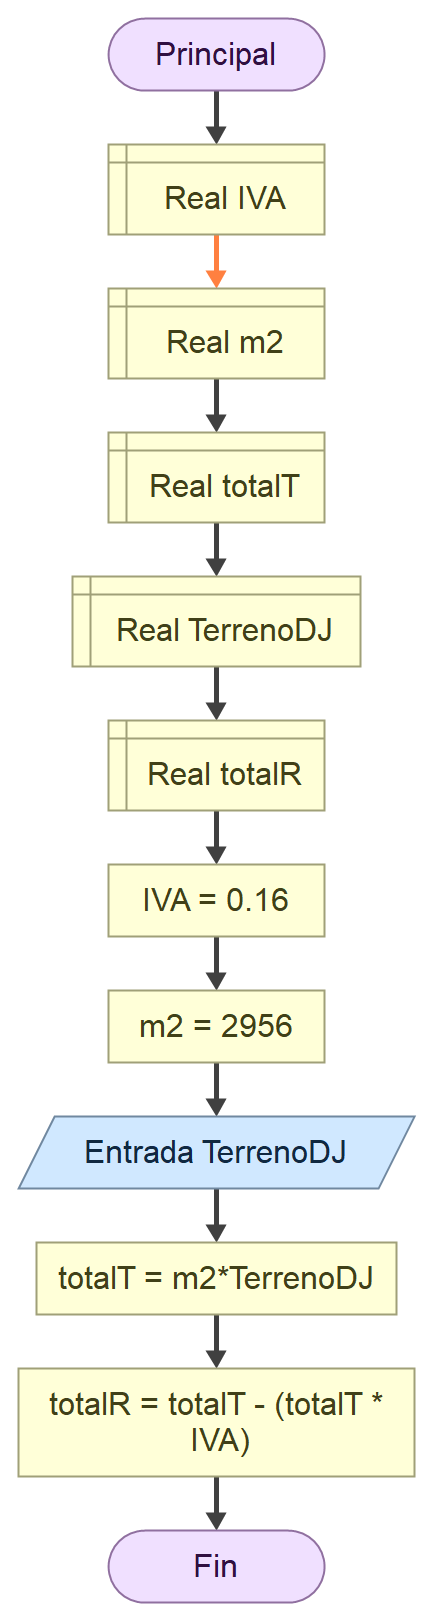 Principal
Real IVA
Real m2
Real totalT
Real TerrenoDJ
Real totalR
IVA = 0.16
m2 = 2956
Entrada TerrenoDJ
totalT = m2*TerrenoDJ
totalR = totalT - (totalT *
IVA)
Fin